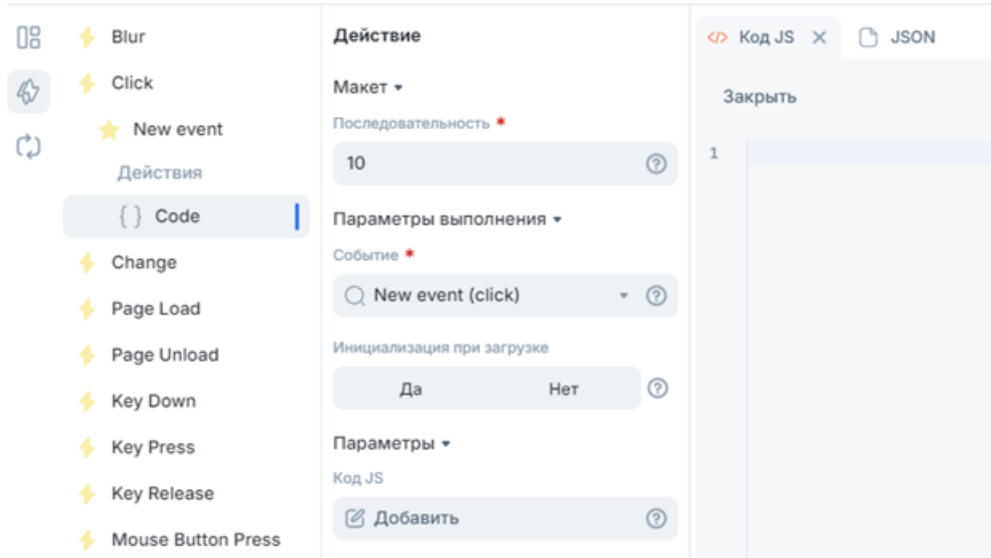 Blur
Click
New event
Действия
{ } Code
Change
Page Load
Page Unload
Key Down
Key Press
Key Release
Mouse Button Press
Действие
Макет
Последовательность *
10
Параметры выполнения
Событие *
New event (click)
Инициализация при загрузке
Да Нет
Параметры
Код JS
Добавить
</> Код JS × JSON
Закрыть
1